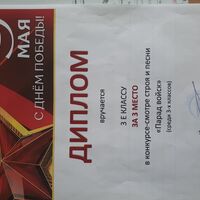 МАЯ
С ДНЁМ ПОБЕДЫ!
ДИПЛОМ
вручается
3 Е КЛАССУ
ЗА 3 МЕСТО
в конкурсе-смотре строя и песни
«Парад войск»
(среди 3-х классов)